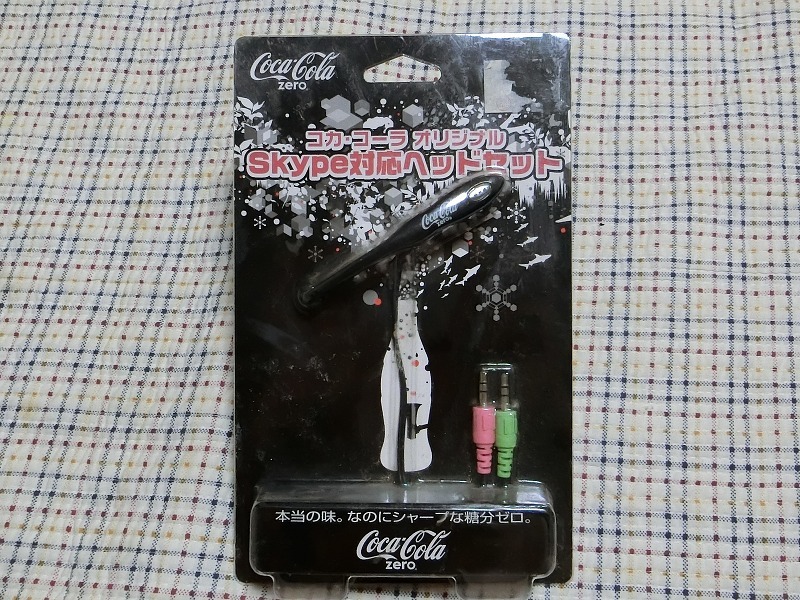 Coca-Cola
zero
コカ・コーラ オリジナル
Skype対応ヘッドセット
Coca-Cola
zero
本当の味。なのにシャープな糖分ゼロ。
Coca-Cola
zero